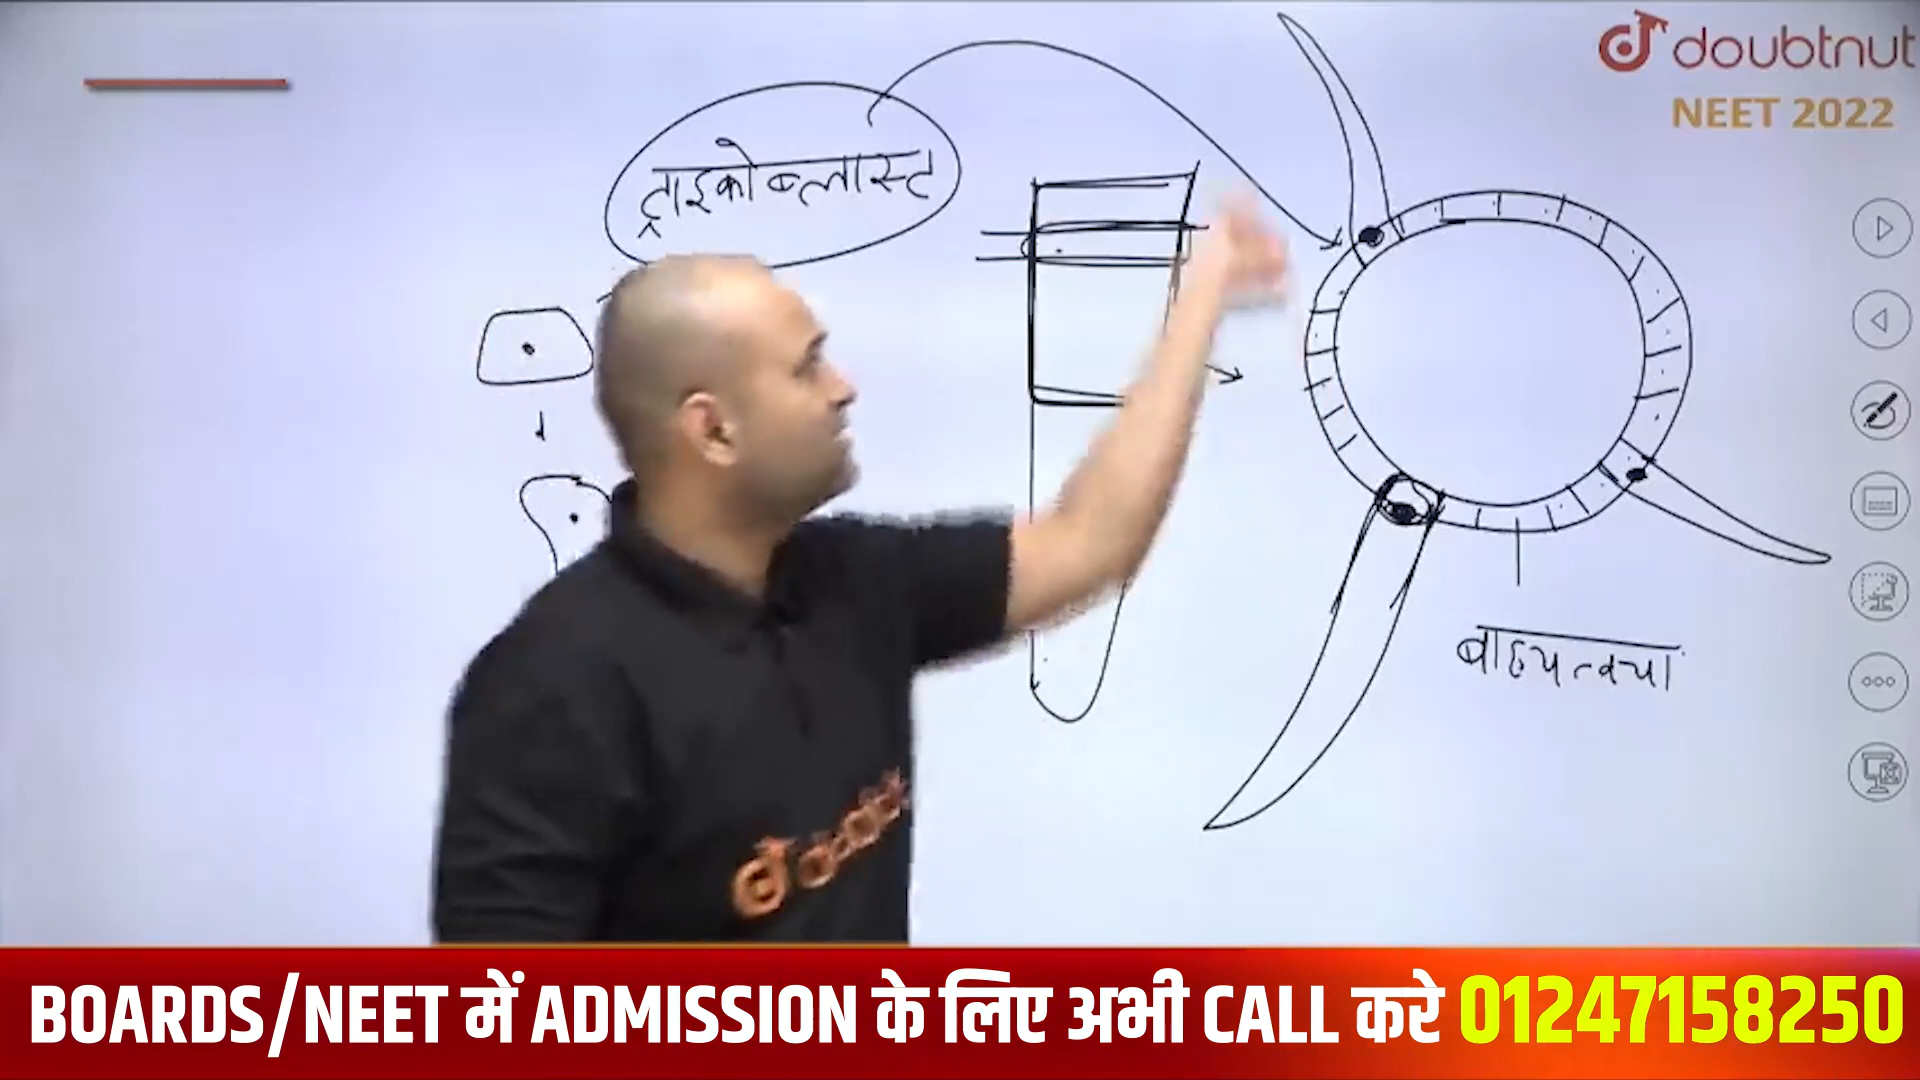 doubtnut
NEET 2022
ट्राइकोब्लास्ट
बाह्यत्वचा
BOARDS/NEET में ADMISSION के लिए अभी CALL करे 01247158250